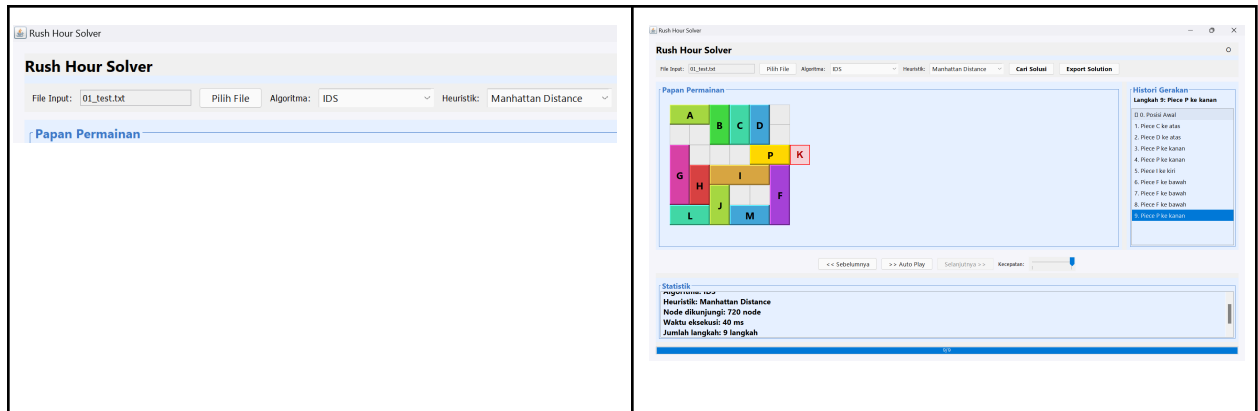 Rush Hour Solver
Rush Hour Solver
File Input: 01_test.txt Pilih File Algoritma: IDS Heuristik: Manhattan Distance
Papan Permainan
Rush Hour Solver
Rush Hour Solver
File Input: 01_test.txt Pilih File Algoritma: IDS Heuristik: Manhattan Distance Cari Solusi Export Solution
Papan Permainan
A
B C D
P K
G I
H
F
J
L M
Histori Gerakan
Langkah 9: Piece P ke kanan
D 0: Posisi Awal
1. Piece C ke atas
2. Piece D ke atas
3. Piece P ke kanan
4. Piece P ke kanan
5. Piece I ke kiri
6. Piece F ke bawah
7. Piece F ke bawah
8. Piece F ke bawah
9. Piece P ke kanan
<< Sebelumnya >> Auto Play Selanjutnya >> Kecepatan:
Statistik
Algoritma: IDS
Heuristik: Manhattan Distance
Node dikunjungi: 720 node
Waktu eksekusi: 40 ms
Jumlah langkah: 9 langkah